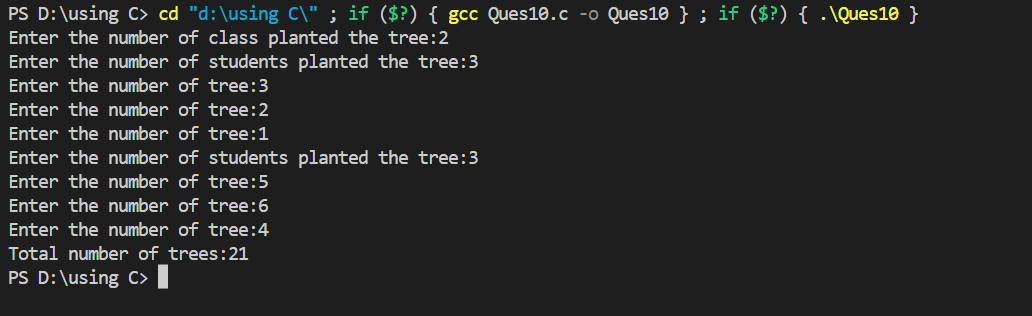 PS D:\using C> cd "d:\using C\" ; if ($?) { gcc Ques10.c -o Ques10 } ; if ($?) { .\Ques10 }
Enter the number of class planted the tree:2
Enter the number of students planted the tree:3
Enter the number of tree:3
Enter the number of tree:2
Enter the number of tree:1
Enter the number of students planted the tree:3
Enter the number of tree:5
Enter the number of tree:6
Enter the number of tree:4
Total number of trees:21
PS D:\using C>